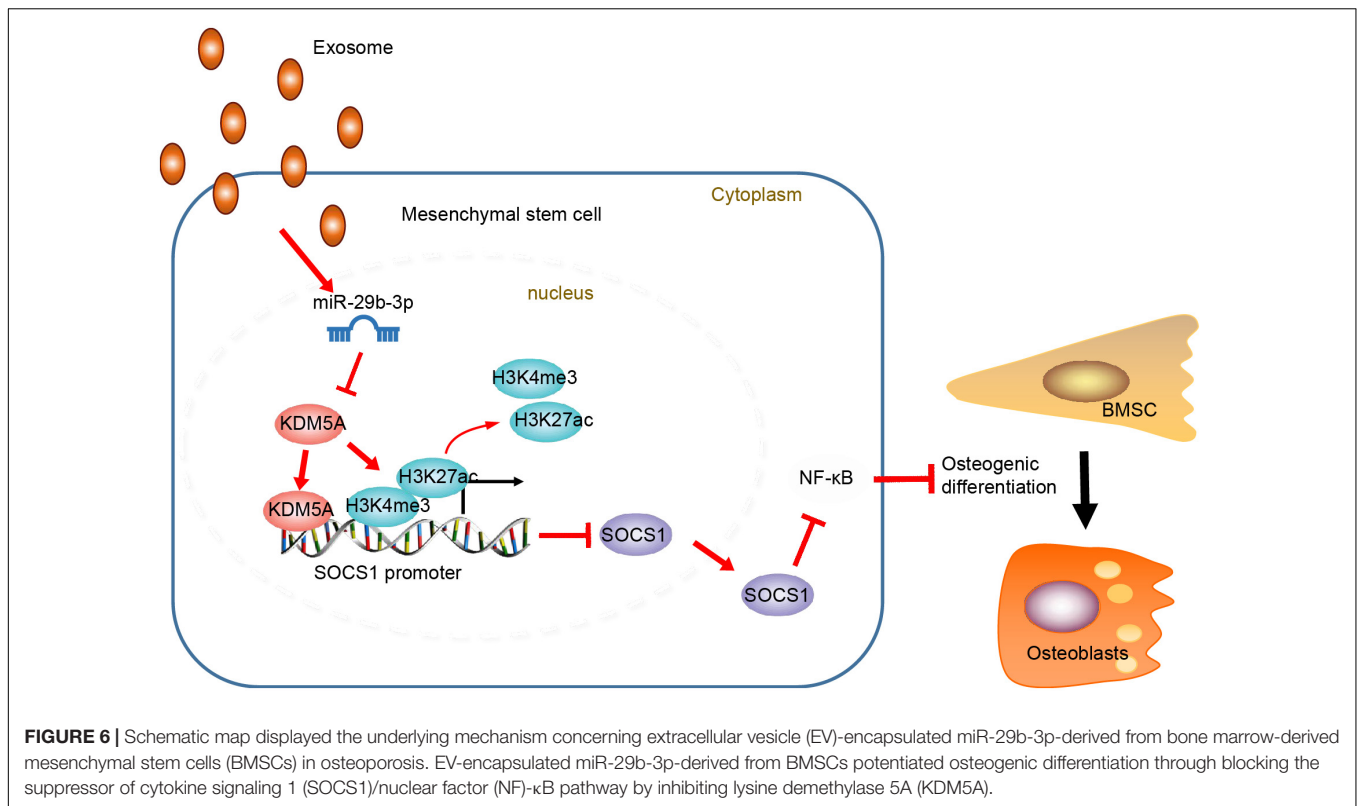 Exosome
Cytoplasm
Mesenchymal stem cell
nucleus
miR-29b-3p
H3K4me3
H3K27ac
KDM5A
H3K27ac
KDM5A
H3K4me3
SOCS1 promoter
SOCS1
SOCS1
NF-κB
Osteogenic
differentiation
BMSC
Osteoblasts
FIGURE 6 | Schematic map displayed the underlying mechanism concerning extracellular vesicle (EV)-encapsulated miR-29b-3p-derived from bone marrow-derived
mesenchymal stem cells (BMSCs) in osteoporosis. EV-encapsulated miR-29b-3p-derived from BMSCs potentiated osteogenic differentiation through blocking the
suppressor of cytokine signaling 1 (SOCS1)/nuclear factor (NF)-κB pathway by inhibiting lysine demethylase 5A (KDM5A).